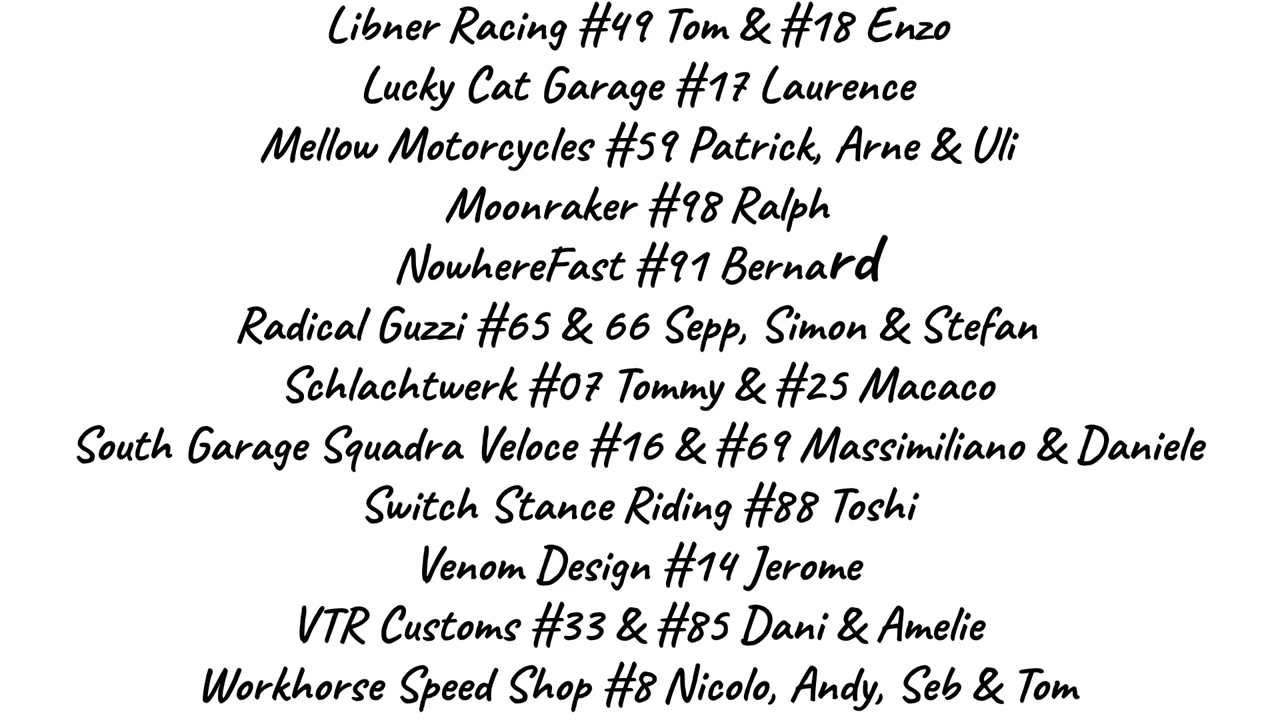 Libner Racing #49 Tom & #18 Enzo
Lucky Cat Garage #17 Laurence
Mellow Motorcycles #59 Patrick, Arne & Uli
Moonraker #98 Ralph
NowhereFast #91 Bernard
Radical Guzzi #65 & 66 Sepp, Simon & Stefan
Schlachtwerk #07 Tommy & #25 Macaco
South Garage Squadra Veloce #16 & #69 Massimiliano & Daniele
Switch Stance Riding #88 Toshi
Venom Design #14 Jerome
VTR Customs #33 & #85 Dani & Amelie
Workhorse Speed Shop #8 Nicolo, Andy, Seb & Tom